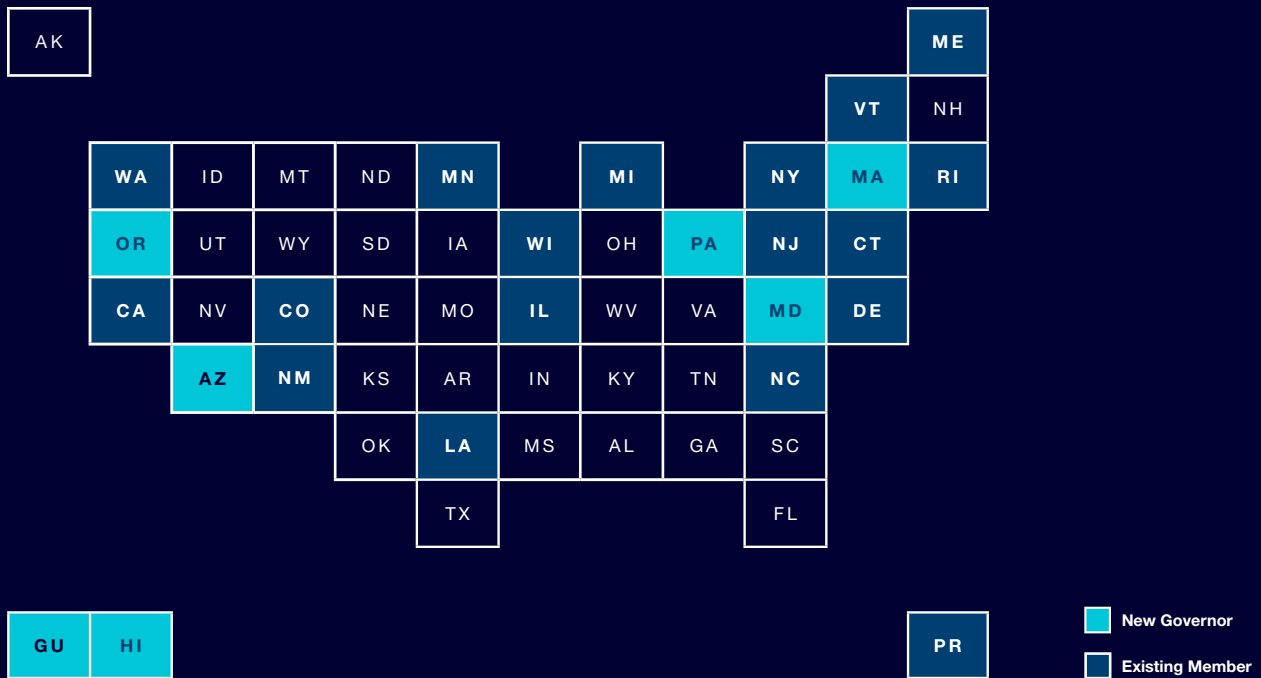 AK ME
VT NH
WA ID MT ND MN MI NY MA RI
OR UT WY SD IA WI OH PA NJ CT
CA NV CO NE MO IL WV VA MD DE
AZ NM KS AR IN KY TN NC
OK LA MS AL GA SC
TX FL
GU HI PR
New Governor
Existing Member